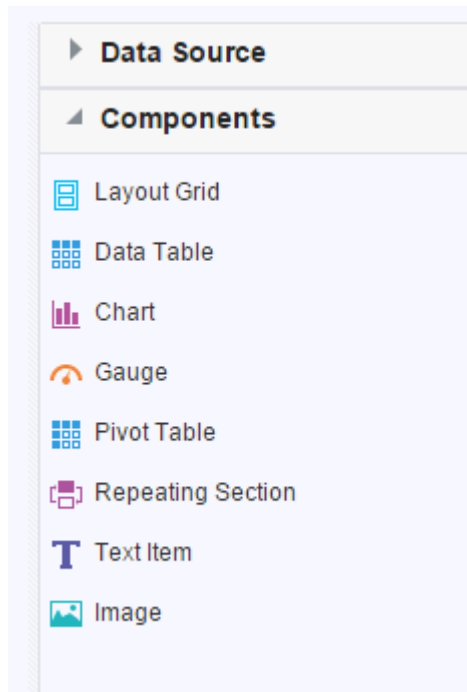 Data Source
Components
Layout Grid
Data Table
Chart
Gauge
Pivot Table
Repeating Section
Text Item
Image